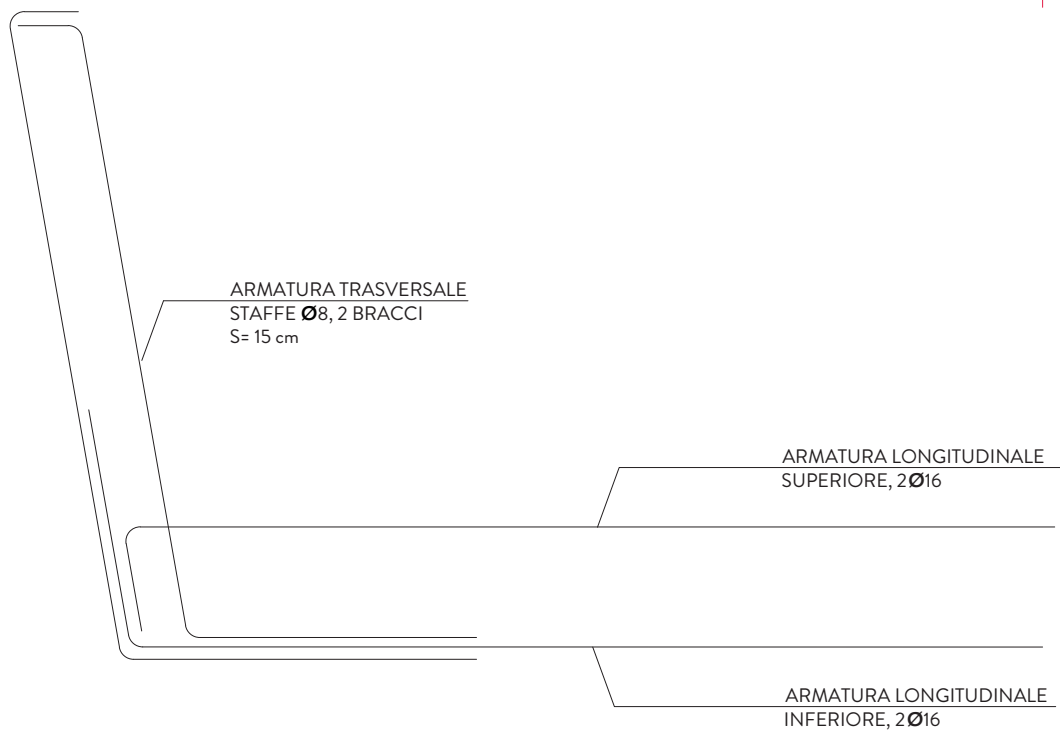 ARMATURA TRASVERSALE
STAFFE Ø8, 2 BRACCI
S= 15 cm
ARMATURA LONGITUDINALE
SUPERIORE, 2Ø16
ARMATURA LONGITUDINALE
INFERIORE, 2Ø16